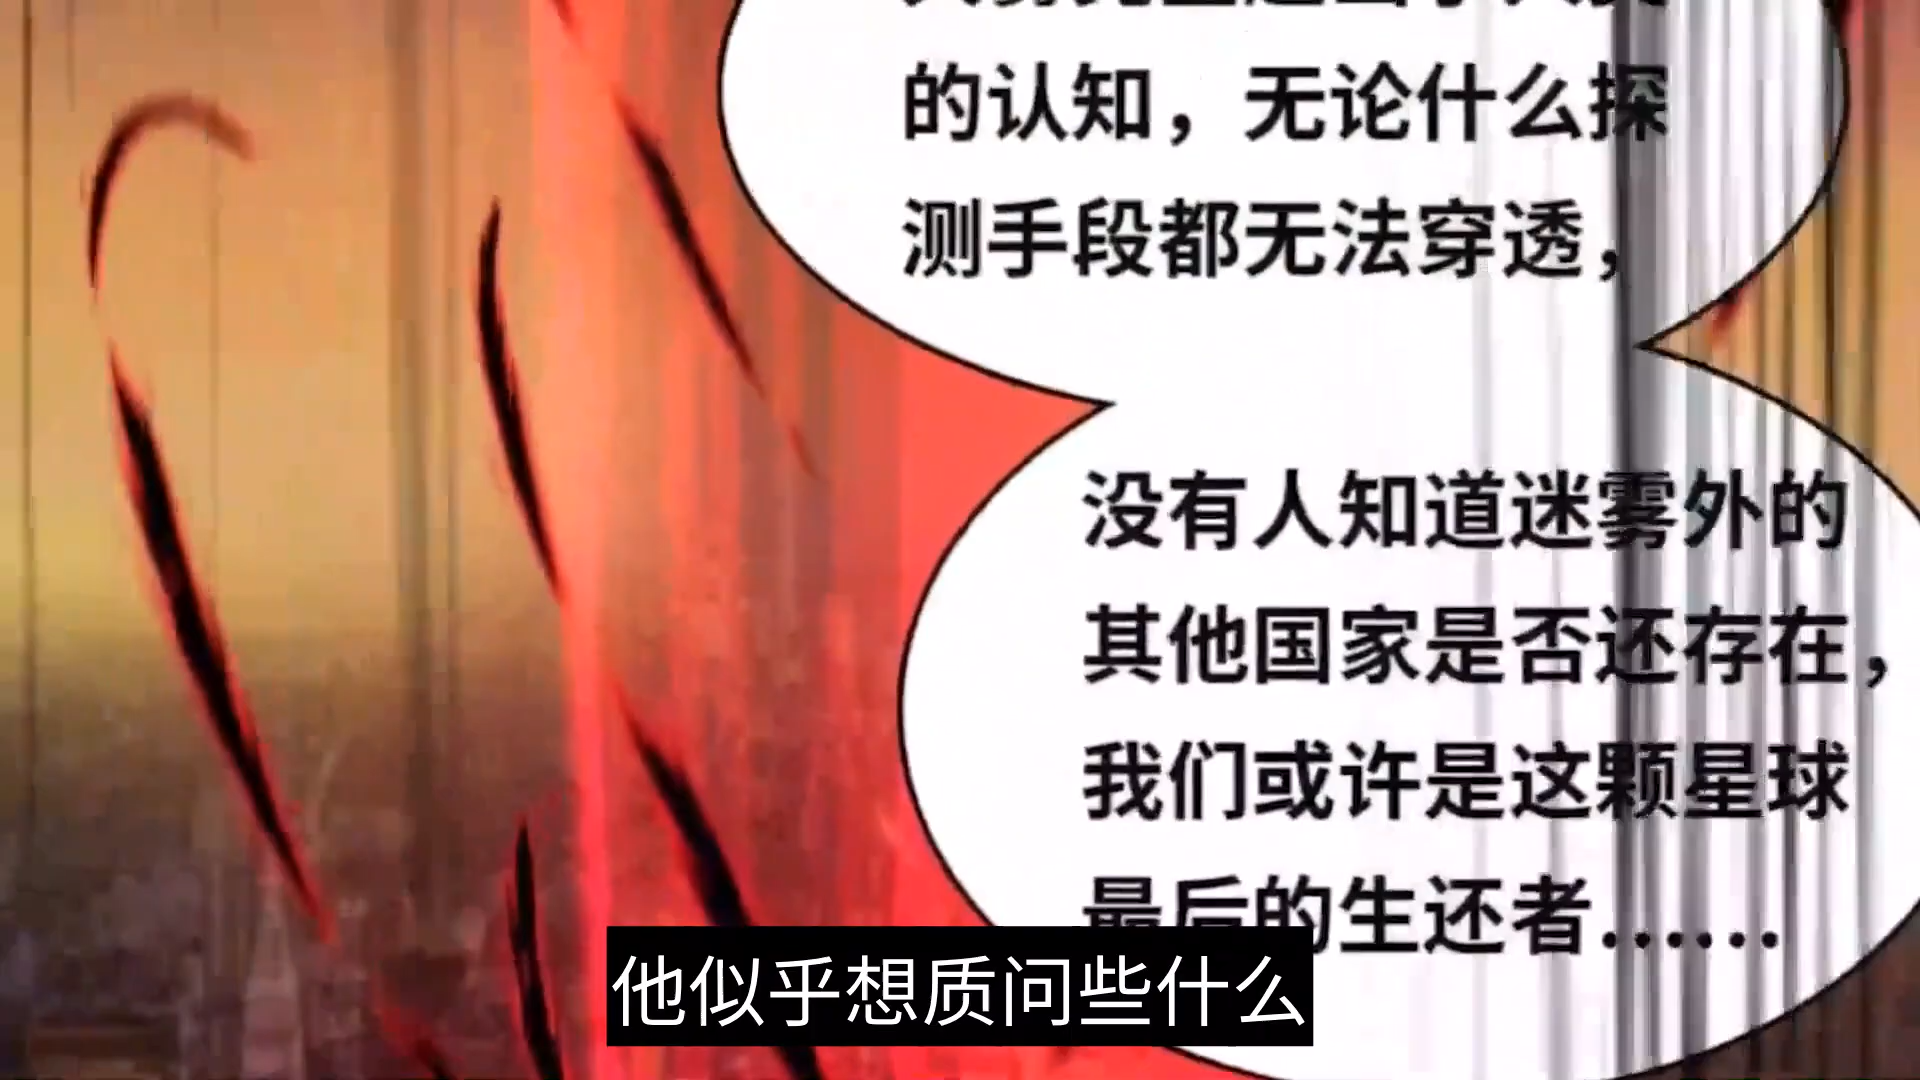 的认知，无论什么探
测手段都无法穿透，
没有人知道迷雾外的
其他国家是否还存在，
我们或许是这颗星球
最后的生还者……
他似乎想质问些什么